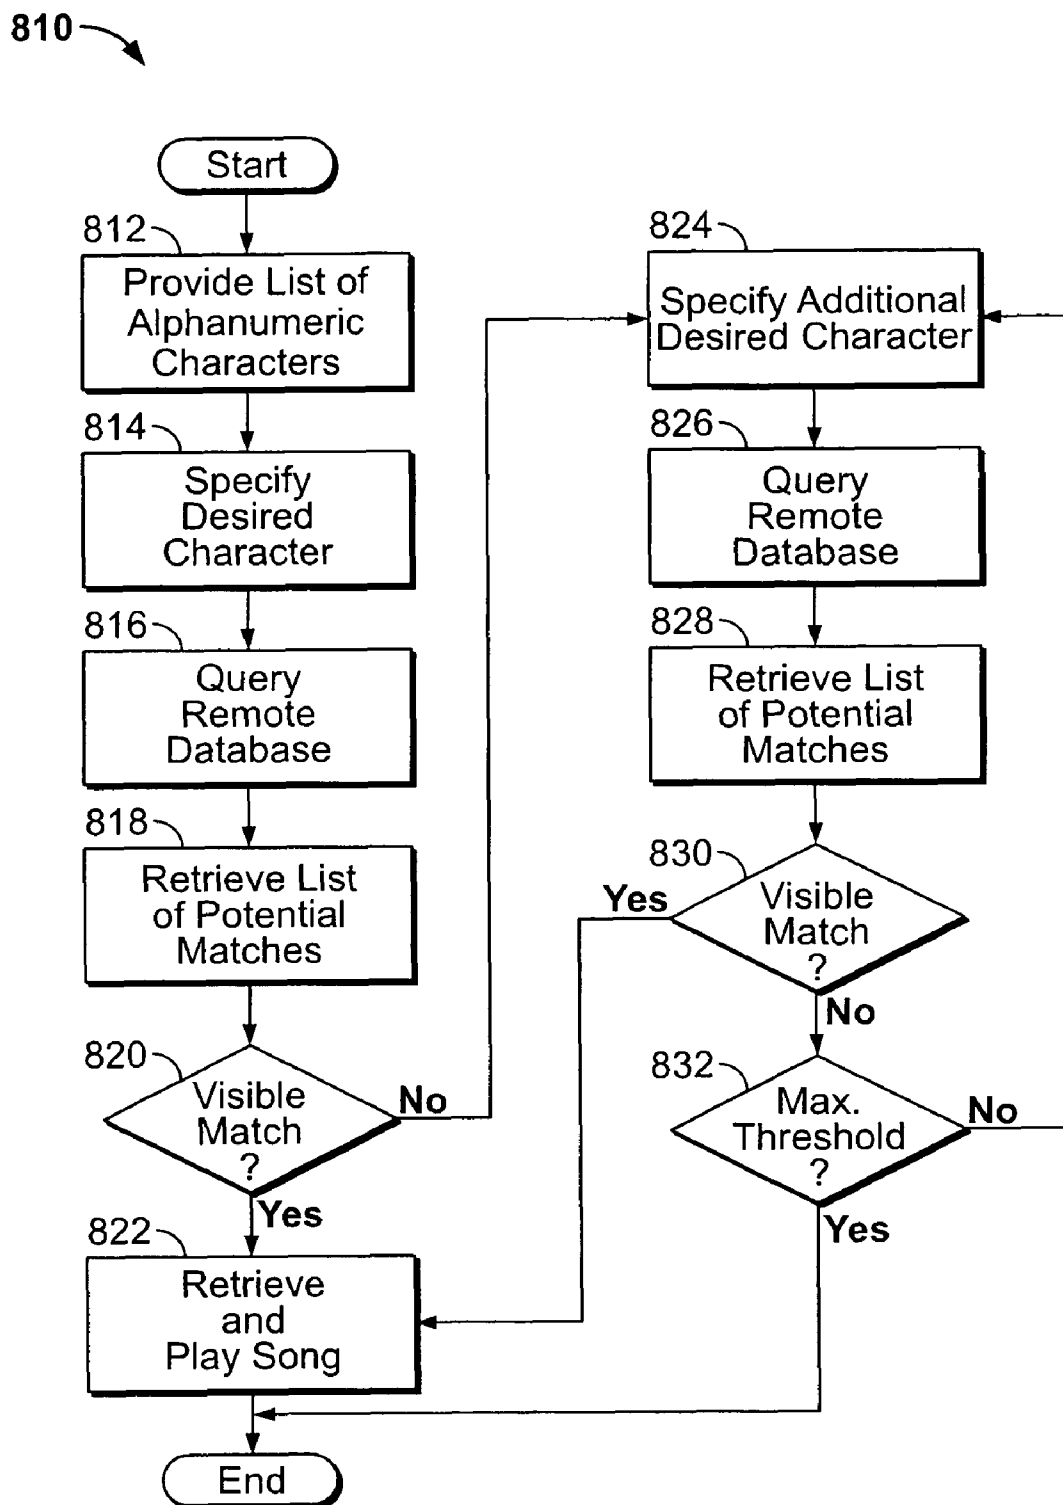 810
Start
812
Provide List of
Alphanumeric
Characters
814
Specify
Desired
Character
816
Query
Remote
Database
818
Retrieve List
of Potential
Matches
820
Visible
Match
?
No
Yes
822
Retrieve
and
Play Song
End
824
Specify Additional
Desired Character
826
Query
Remote
Database
828
Retrieve List
of Potential
Matches
830
Visible
Match
?
Yes
No
832
Max.
Threshold
?
No
Yes